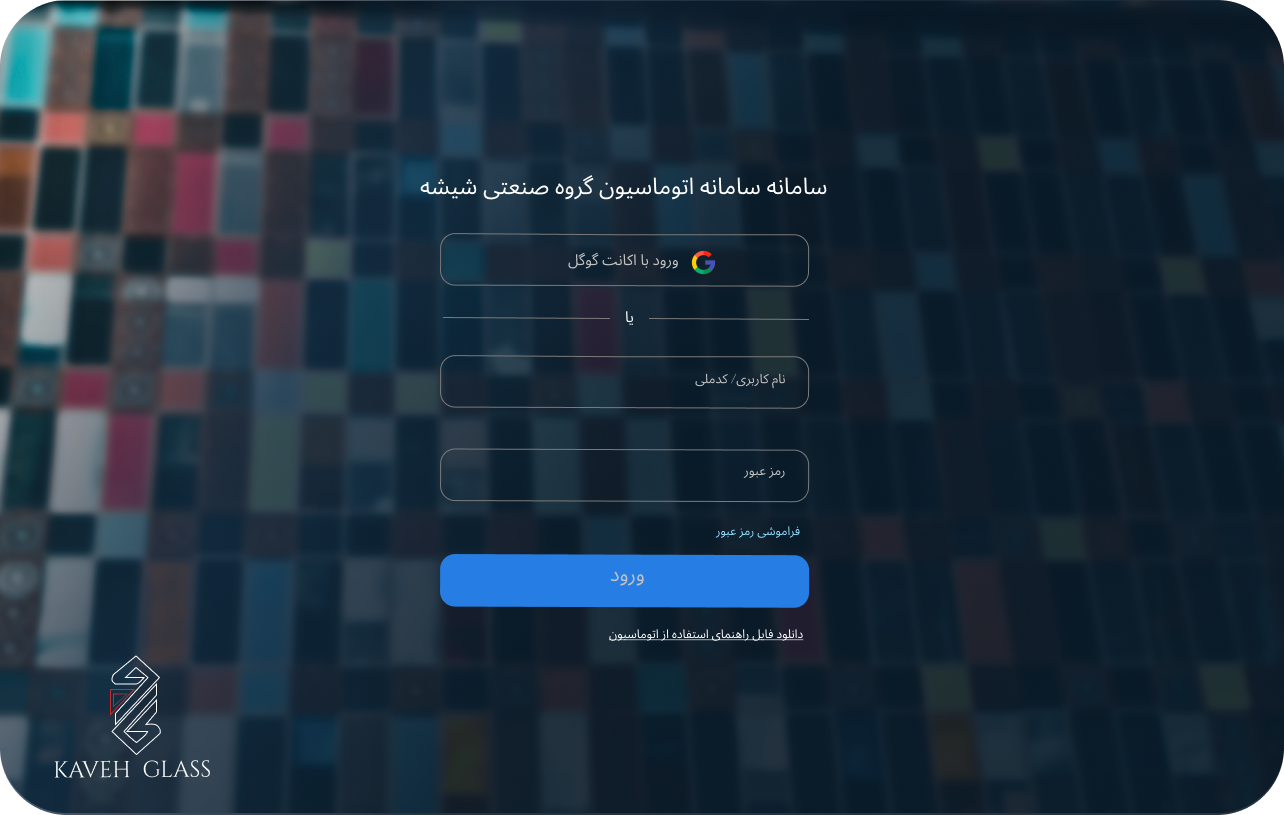 سامانه سامانه اتوماسیون گروه صنعتی شیشه
ورود با اکانت گوگل
یا
نام کاربری/ کدملی
رمز عبور
فراموشی رمز عبور
ورود
دانلود فایل راهنمای استفاده از اتوماسیون
KAVEH GLASS